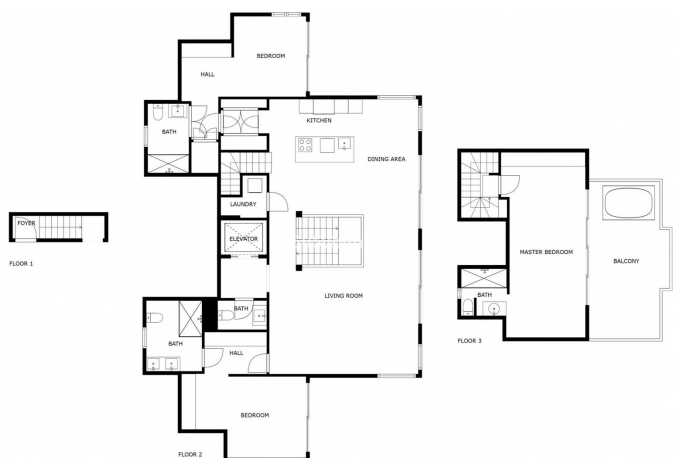 BEDROOM
HALL
KITCHEN
BATH
DINING AREA
LAUNDRY
FOYER
ELEVATOR
FLOOR 1
MASTER BEDROOM
BALCONY
LIVING ROOM
BATH
BATH
BATH
FLOOR 3
HALL
BEDROOM
FLOOR 2